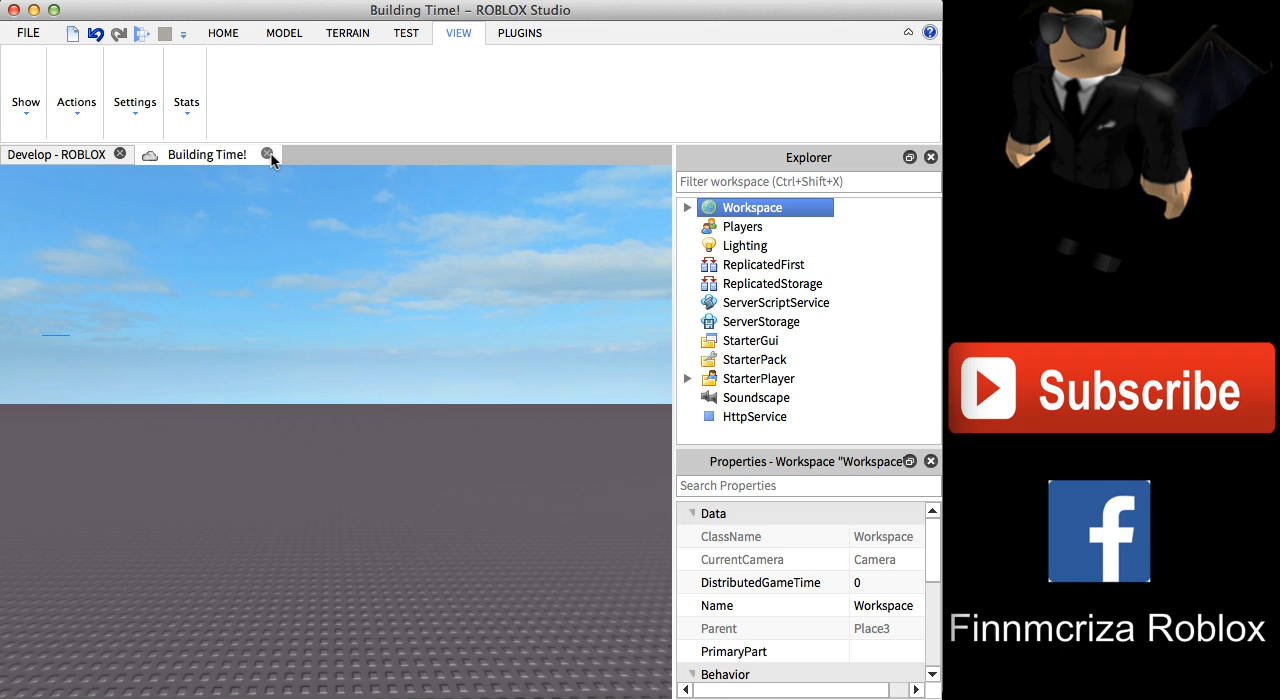 Building Time! – ROBLOX Studio
FILE HOME MODEL TERRAIN TEST VIEW PLUGINS
Show Actions Settings Stats
Develop - ROBLOX Building Time!
Explorer
Filter workspace (Ctrl+Shift+X)
Workspace
Players
Lighting
ReplicatedFirst
ReplicatedStorage
ServerScriptService
ServerStorage
StarterGui
StarterPack
StarterPlayer
Soundscape
HttpService
Properties - Workspace "Workspace
Search Properties
Data
ClassName Workspace
CurrentCamera Camera
DistributedGameTime 0
Name Workspace
Parent Place3
PrimaryPart
Behavior
Subscribe
f
Finnmcriza Roblox